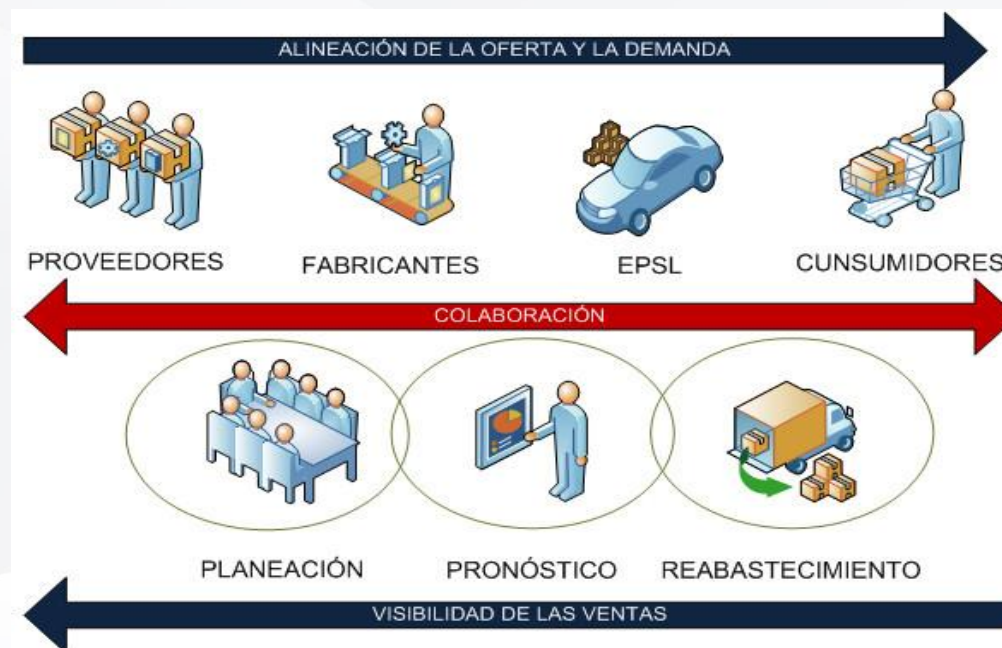 ALINEACIÓN DE LA OFERTA Y LA DEMANDA
PROVEEDORES
FABRICANTES
EPSL
CUNSUMIDORES
COLABORACIÓN
PLANEACIÓN
PRONÓSTICO
REABASTECIMIENTO
VISIBILIDAD DE LAS VENTAS